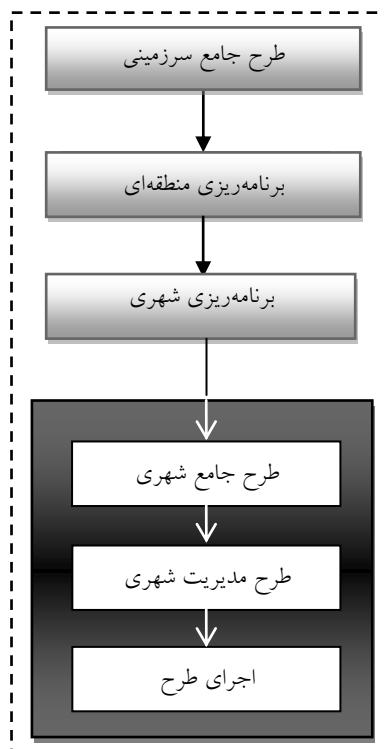 طرح جامع سرزمینی
برنامه‌ریزی منطقه‌ای
برنامه‌ریزی شهری
طرح جامع شهری
طرح مدیریت شهری
اجرای طرح